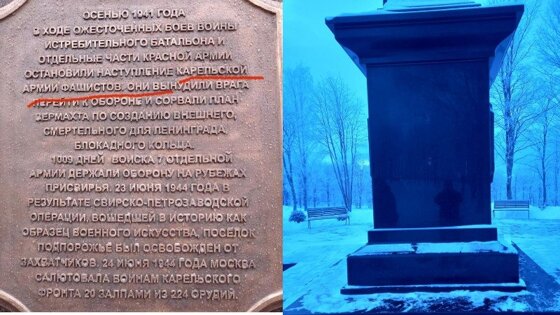 ОСЕНЬЮ 1941 ГОДА
В ХОДЕ ОЖЕСТОЧЕННЫХ БОЕВ ВОИНЫ
ИСТРЕБИТЕЛЬНОГО БАТАЛЬОНА И
ОТДЕЛЬНЫЕ ЧАСТИ КРАСНОЙ АРМИИ
ОСТАНОВИЛИ НАСТУПЛЕНИЕ КАРЕЛЬСКОЙ
АРМИИ ФАШИСТОВ. ОНИ ВЫНУДИЛИ ВРАГА
ПЕРЕЙТИ К ОБОРОНЕ И СОРВАЛИ ПЛАН
ВЕРМАХТА ПО СОЗДАНИЮ ВНЕШНЕГО,
СМЕРТЕЛЬНОГО ДЛЯ ЛЕНИНГРАДА,
БЛОКАДНОГО КОЛЬЦА.
1003 ДНЕЙ ВОЙСКА 7 ОТДЕЛЬНОЙ
АРМИИ ДЕРЖАЛИ ОБОРОНУ НА РУБЕЖАХ
ПРИСВИРЬЯ. 23 ИЮНЯ 1944 ГОДА В
РЕЗУЛЬТАТЕ СВИРСКО-ПЕТРОЗАВОДСКОЙ
ОПЕРАЦИИ, ВОШЕДШЕЙ В ИСТОРИЮ КАК
ОБРАЗЕЦ ВОЕННОГО ИСКУССТВА, ПОСЕЛОК
ПОДПОРОЖЬЕ БЫЛ ОСВОБОЖДЕН ОТ
ЗАХВАТЧИКОВ. 24 ИЮНЯ 1944 ГОДА МОСКВА
САЛЮТОВАЛА ВОИНАМ КАРЕЛЬСКОГО
ФРОНТА 20 ЗАЛПАМИ ИЗ 224 ОРУДИЙ.